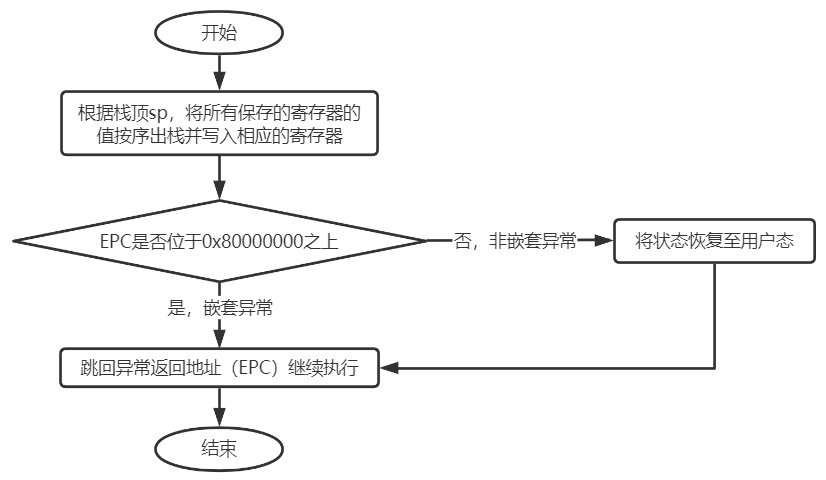 开始
根据栈顶sp，将所有保存的寄存器的
值按序出栈并写入相应的寄存器
EPC是否位于0x80000000之上
否，非嵌套异常
将状态恢复至用户态
是，嵌套异常
跳回异常返回地址（EPC）继续执行
结束